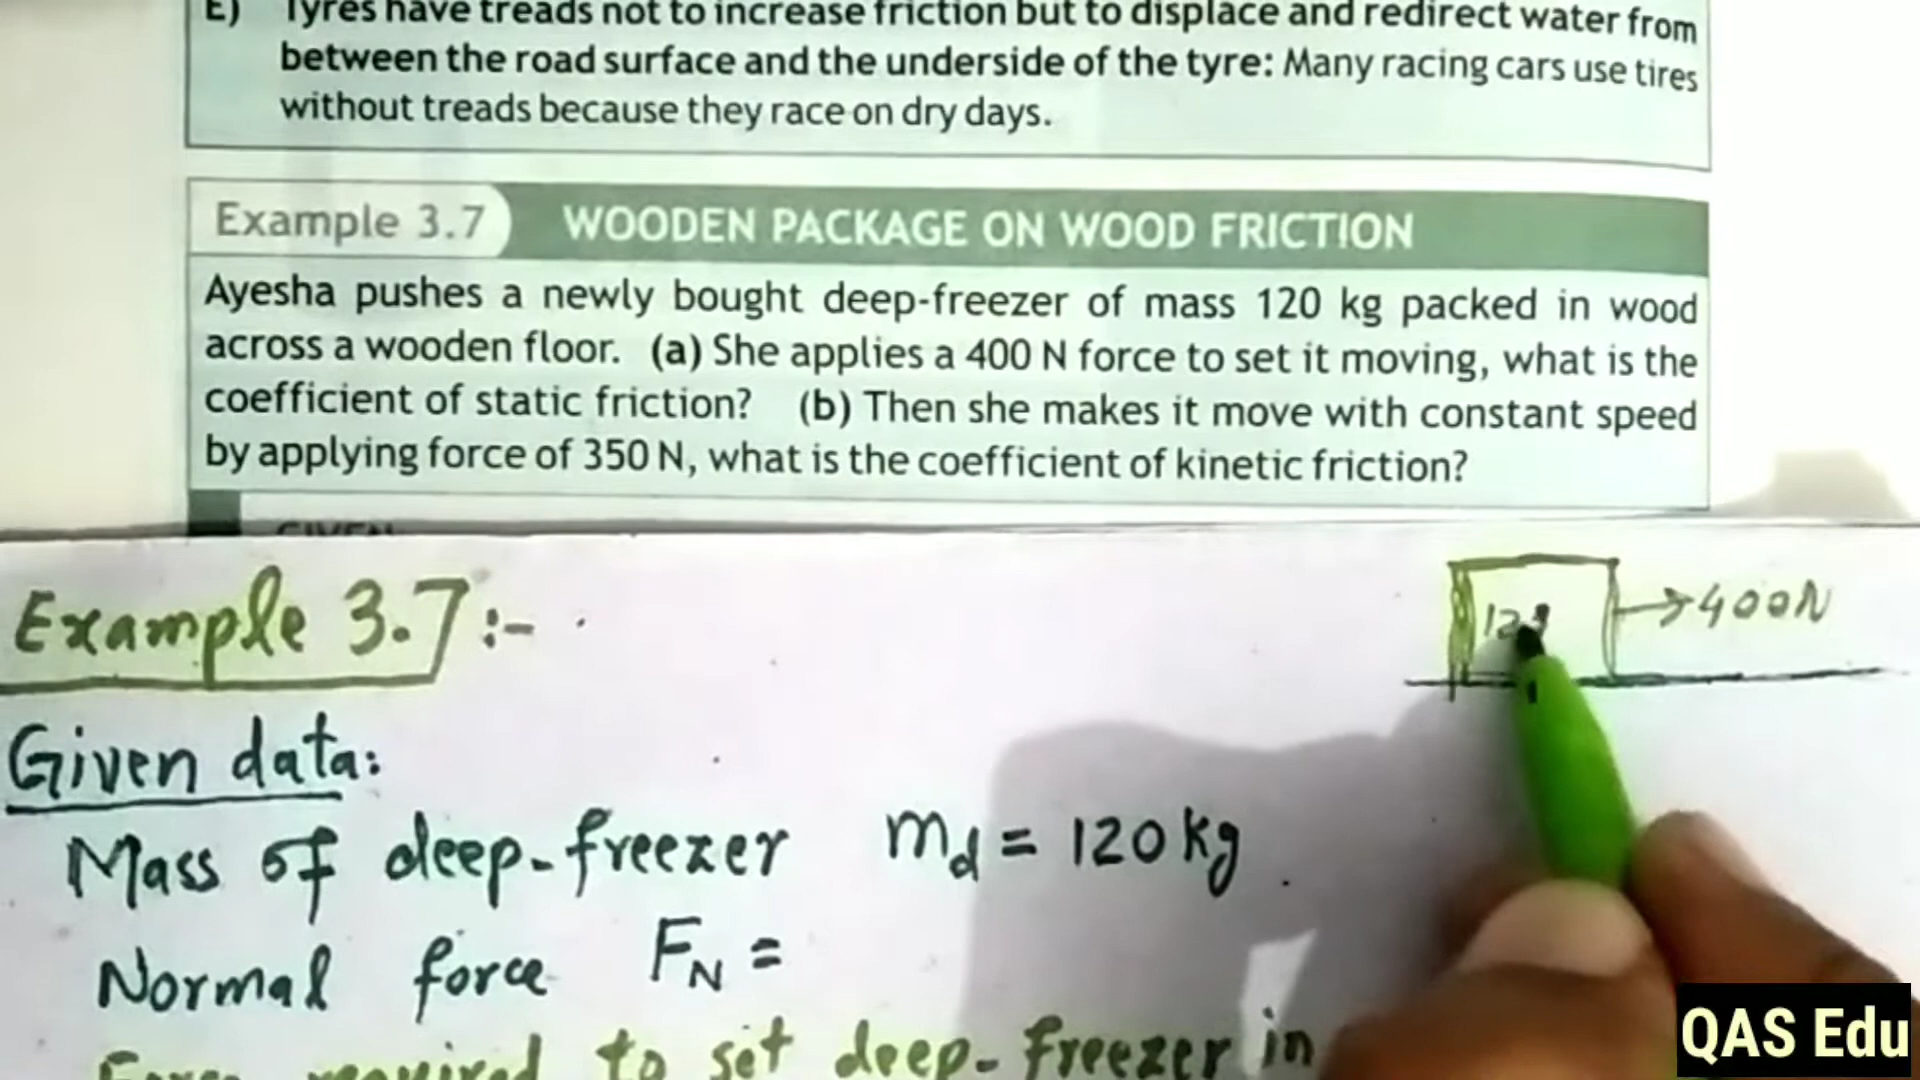 E) Tyres have treads not to increase friction but to displace and redirect water from
between the road surface and the underside of the tyre: Many racing cars use tires
without treads because they race on dry days.
Example 3.7 WOODEN PACKAGE ON WOOD FRICTION
Ayesha pushes a newly bought deep-freezer of mass 120 kg packed in wood
across a wooden floor. (a) She applies a 400 N force to set it moving, what is the
coefficient of static friction? (b) Then she makes it move with constant speed
by applying force of 350 N, what is the coefficient of kinetic friction?
GIVEN
Example 3.7:-
12
400N
Given data:
Mass of deep-freezer md = 120 kg
Normal force FN =
Force required to set deep-freezer in
QAS Edu